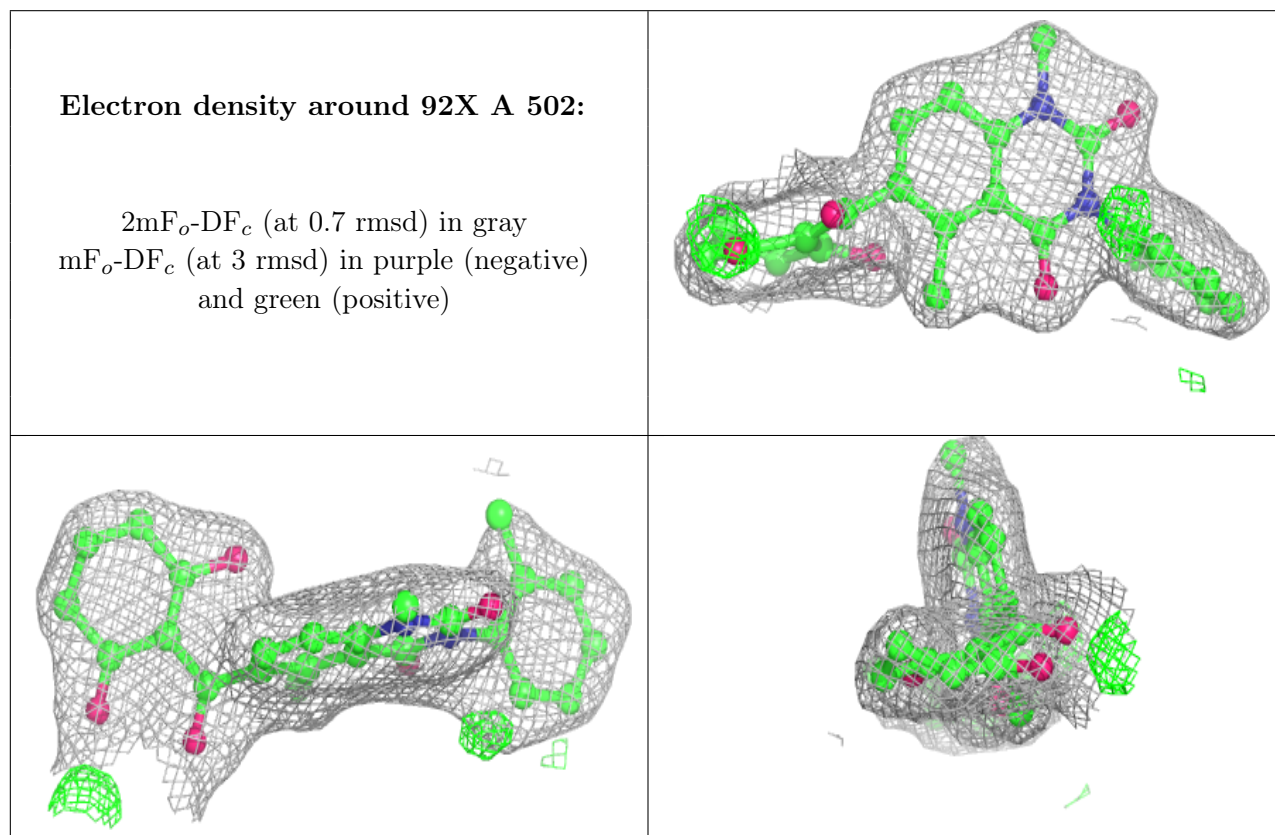 Electron density around 92X A 502:
2mFo-DFc (at 0.7 rmsd) in gray
mFo-DFc (at 3 rmsd) in purple (negative)
and green (positive)